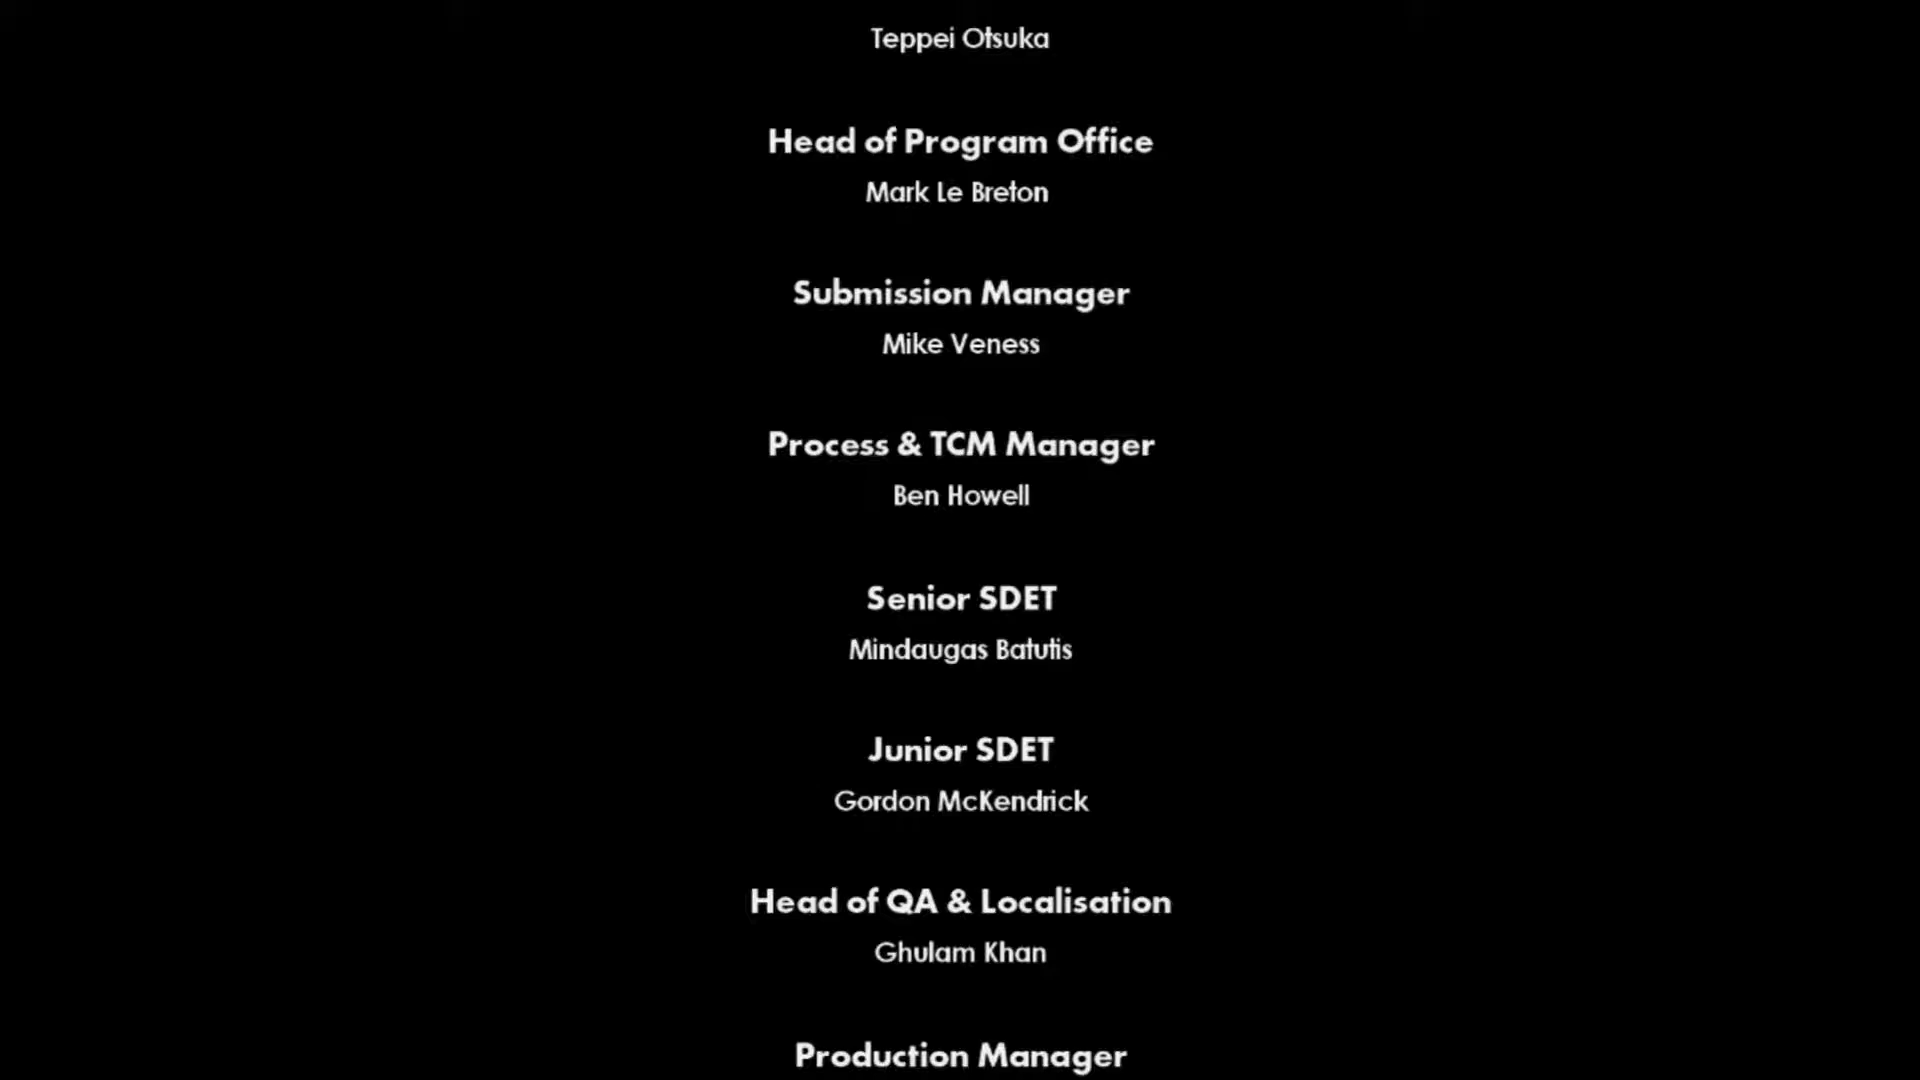 Teppei Otsuka
Head of Program Office
Mark Le Breton
Submission Manager
Mike Veness
Process & TCM Manager
Ben Howell
Senior SDET
Mindaugas Batutis
Junior SDET
Gordon McKendrick
Head of QA & Localisation
Ghulam Khan
Production Manager